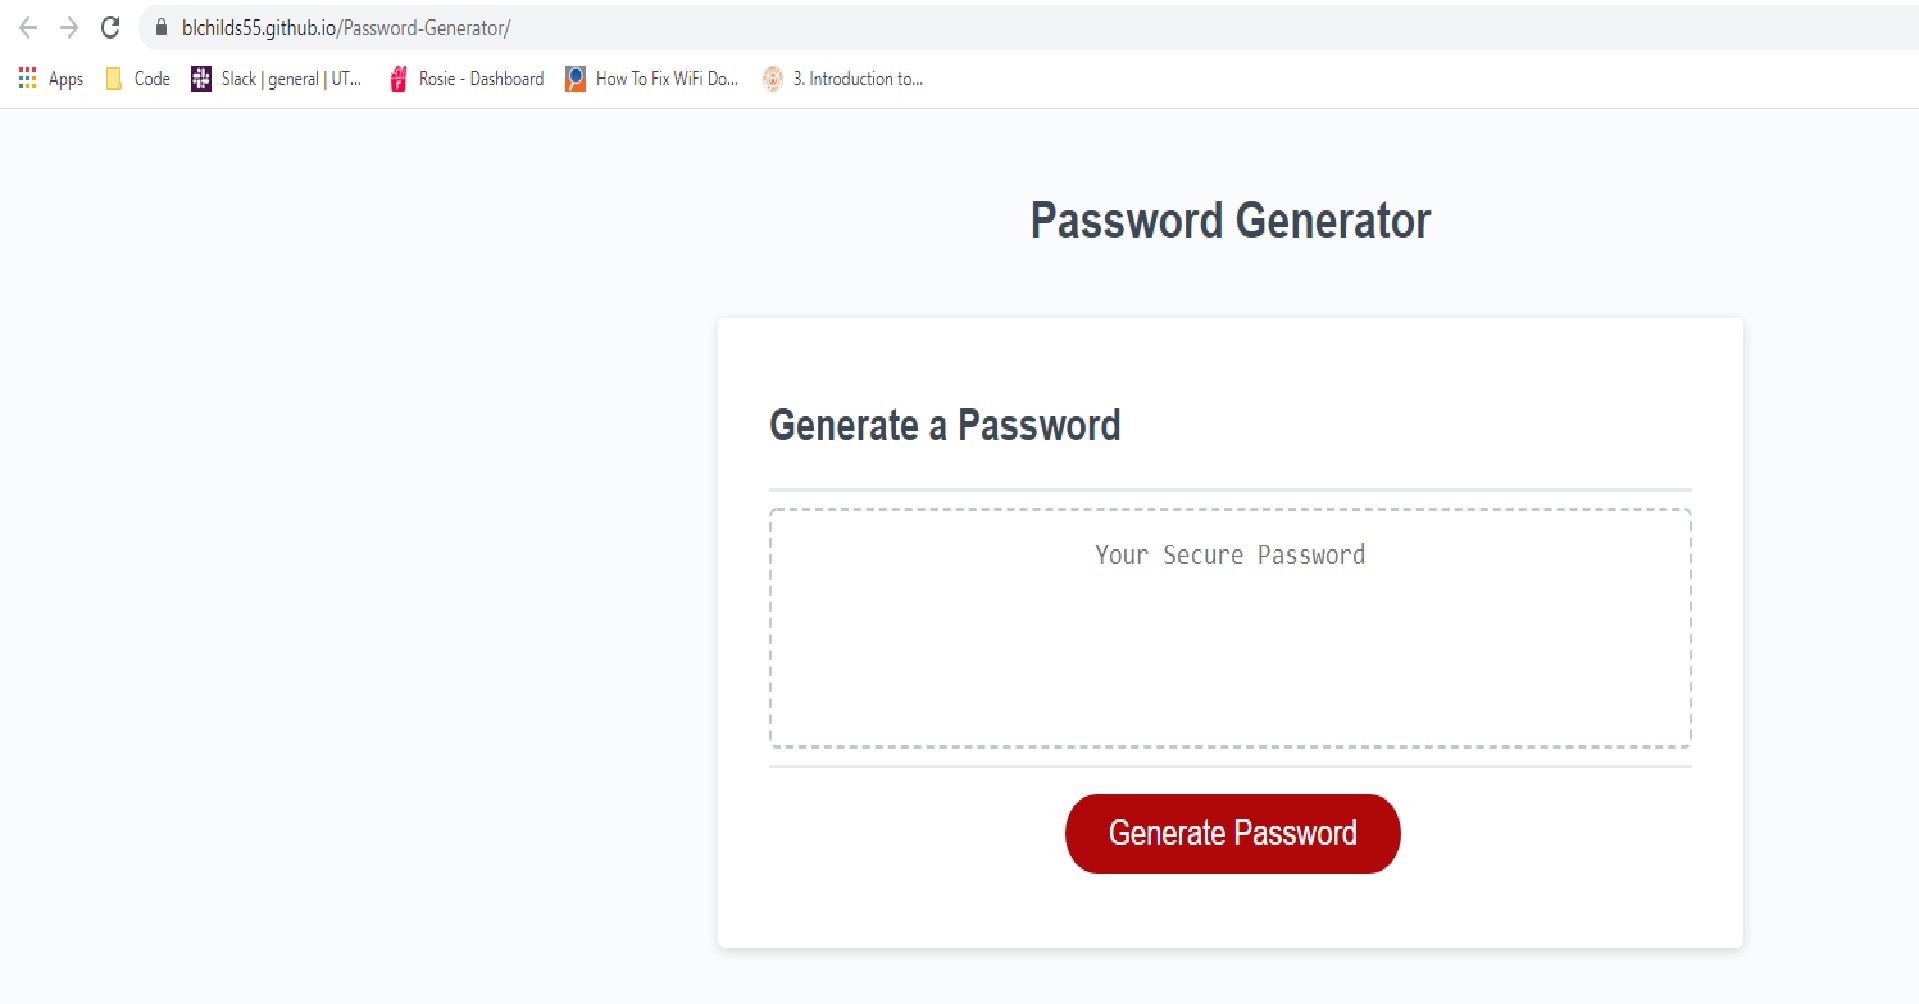 blchilds55.github.io/Password-Generator/
Apps Code Slack | general | UT... Rosie - Dashboard How To Fix WiFi Do... 3. Introduction to...
Password Generator
Generate a Password
Your Secure Password
Generate Password